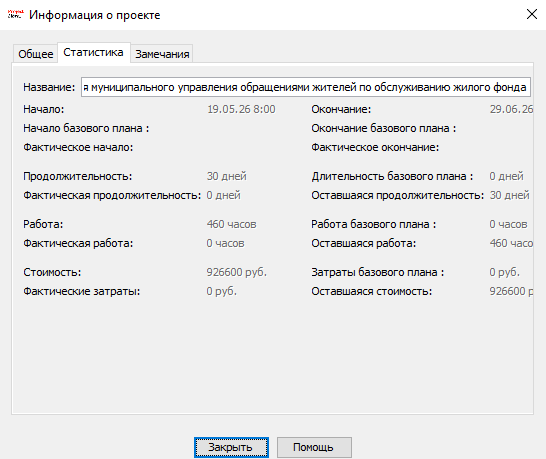 Информация о проекте
Общее Статистика Замечания
Название: я муниципального управления обращениями жителей по обслуживанию жилого фонда
Начало: 19.05.26 8:00 Окончание: 29.06.26
Начало базового плана : Окончание базового плана :
Фактическое начало: Фактическое окончание:
Продолжительность: 30 дней Длительность базового плана : 0 дней
Фактическая продолжительность: 0 дней Оставшаяся продолжительность: 30 дней
Работа: 460 часов Работа базового плана : 0 часов
Фактическая работа: 0 часов Оставшаяся работа: 460 часо
Стоимость: 926600 руб. Затраты базового плана : 0 руб.
Фактические затраты: 0 руб. Оставшаяся стоимость: 926600 р
Закрыть Помощь